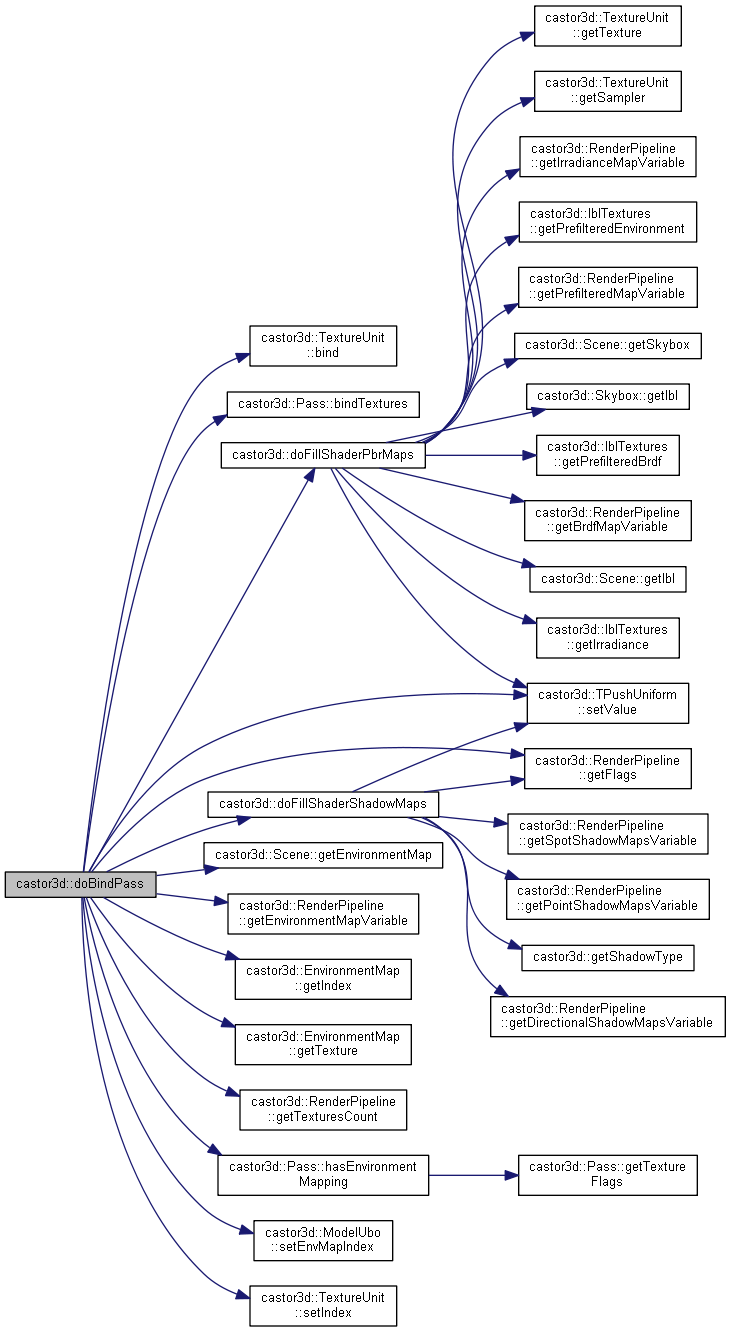 castor3d::TextureUnit
::getTexture
castor3d::TextureUnit
::getSampler
castor3d::RenderPipeline
::getIrradianceMapVariable
castor3d::IblTextures
::getPrefilteredEnvironment
castor3d::RenderPipeline
::getPrefilteredMapVariable
castor3d::Scene::getSkybox
castor3d::TextureUnit
::bind
castor3d::Skybox::getIbl
castor3d::Pass::bindTextures
castor3d::doFillShaderPbrMaps
castor3d::IblTextures
::getPrefilteredBrdf
castor3d::RenderPipeline
::getBrdfMapVariable
castor3d::Scene::getIbl
castor3d::IblTextures
::getIrradiance
castor3d::TPushUniform
::setValue
castor3d::RenderPipeline
::getFlags
castor3d::doFillShaderShadowMaps
castor3d::RenderPipeline
::getSpotShadowMapsVariable
castor3d::Scene::getEnvironmentMap
castor3d::doBindPass
castor3d::RenderPipeline
::getPointShadowMapsVariable
castor3d::RenderPipeline
::getEnvironmentMapVariable
castor3d::getShadowType
castor3d::EnvironmentMap
::getIndex
castor3d::RenderPipeline
::getDirectionalShadowMapsVariable
castor3d::EnvironmentMap
::getTexture
castor3d::RenderPipeline
::getTexturesCount
castor3d::Pass::hasEnvironment
Mapping
castor3d::Pass::getTexture
Flags
castor3d::ModelUbo
::setEnvMapIndex
castor3d::TextureUnit
::setIndex